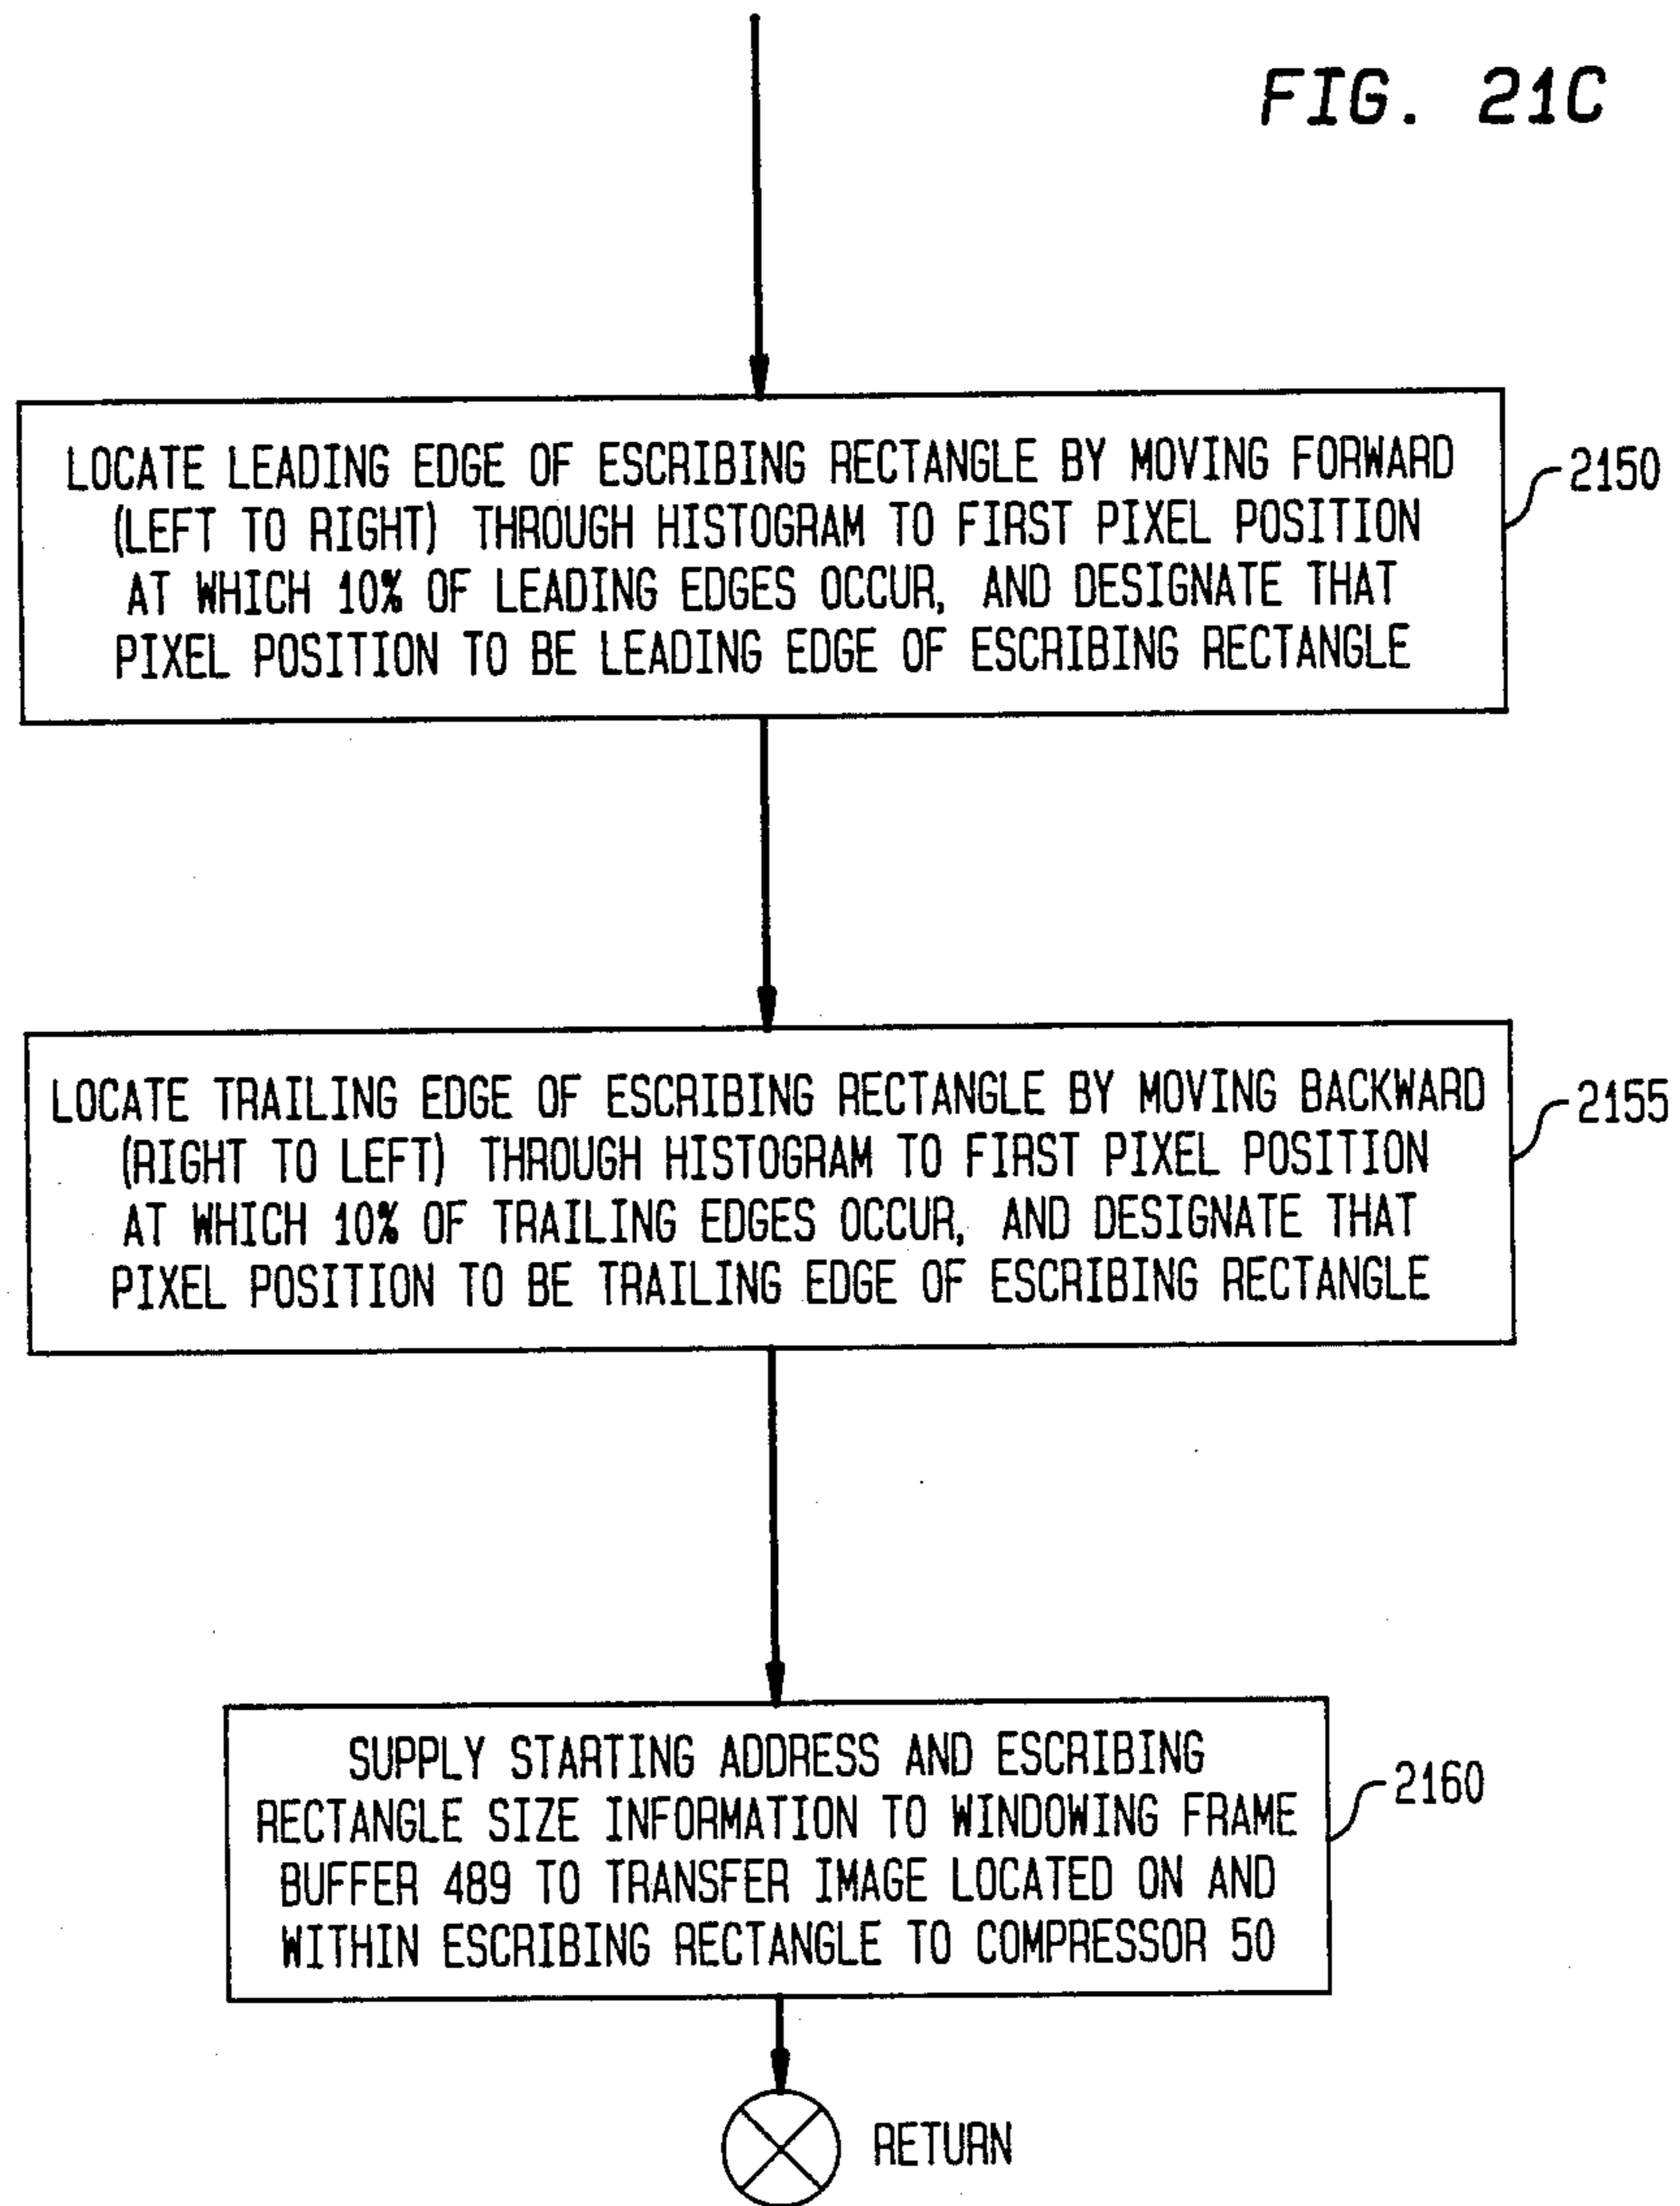 FIG. 21C
LOCATE LEADING EDGE OF ESCRIBING RECTANGLE BY MOVING FORWARD
(LEFT TO RIGHT) THROUGH HISTOGRAM TO FIRST PIXEL POSITION
AT WHICH 10% OF LEADING EDGES OCCUR, AND DESIGNATE THAT
PIXEL POSITION TO BE LEADING EDGE OF ESCRIBING RECTANGLE
2150
LOCATE TRAILING EDGE OF ESCRIBING RECTANGLE BY MOVING BACKWARD
(RIGHT TO LEFT) THROUGH HISTOGRAM TO FIRST PIXEL POSITION
AT WHICH 10% OF TRAILING EDGES OCCUR, AND DESIGNATE THAT
PIXEL POSITION TO BE TRAILING EDGE OF ESCRIBING RECTANGLE
2155
SUPPLY STARTING ADDRESS AND ESCRIBING
RECTANGLE SIZE INFORMATION TO WINDOWING FRAME
BUFFER 489 TO TRANSFER IMAGE LOCATED ON AND
WITHIN ESCRIBING RECTANGLE TO COMPRESSOR 50
2160
RETURN